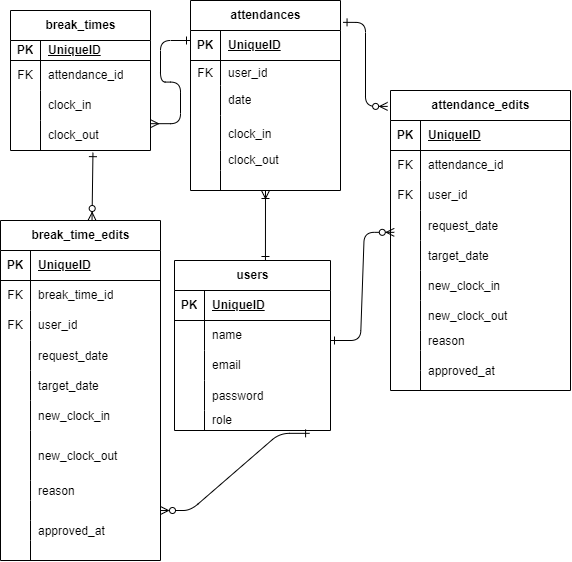 break_times
PK UniqueID
FK attendance_id
clock_in
clock_out
attendances
PK UniqueID
FK user_id
date
clock_in
clock_out
attendance_edits
PK UniqueID
FK attendance_id
FK user_id
request_date
target_date
new_clock_in
new_clock_out
reason
approved_at
break_time_edits
PK UniqueID
FK break_time_id
FK user_id
request_date
target_date
new_clock_in
new_clock_out
reason
approved_at
users
PK UniqueID
name
email
password
role